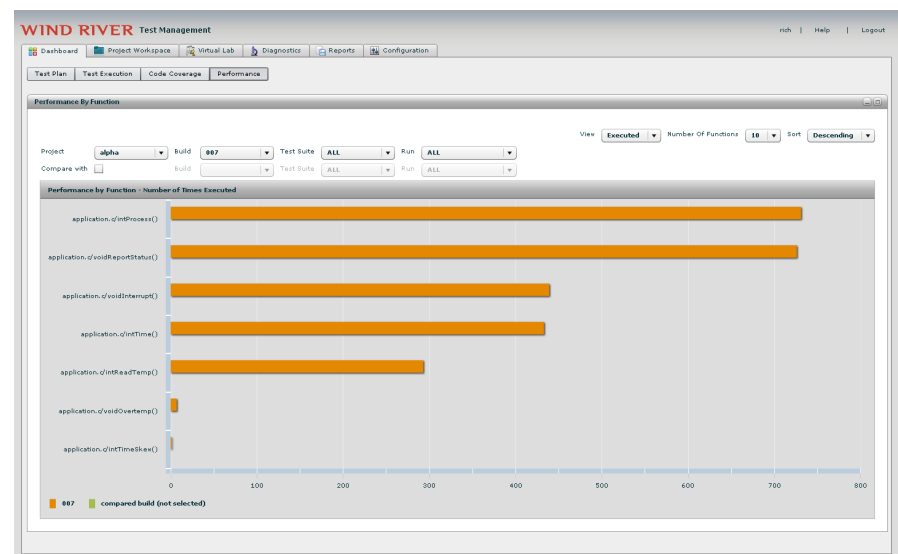 WIND RIVER Test Management
rich | Help | Logout
Dashboard Project Workspace Virtual Lab Diagnostics Reports Configuration
Test Plan Test Execution Code Coverage Performance
Performance By Function
View Executed Number Of Functions 10 Sort Descending
Project alpha Build 007 Test Suite ALL Run ALL
Compare with Build Test Suite ALL Run ALL
Performance by Function - Number of Times Executed
application.c/intProcess()
application.c/voidReportStatus()
application.c/voidInterrupt()
application.c/intTime()
application.c/intReadTemp()
application.c/voidOvertemp()
application.c/intTimeSkew()
0 100 200 300 400 500 600 700 800
007 compared build (not selected)